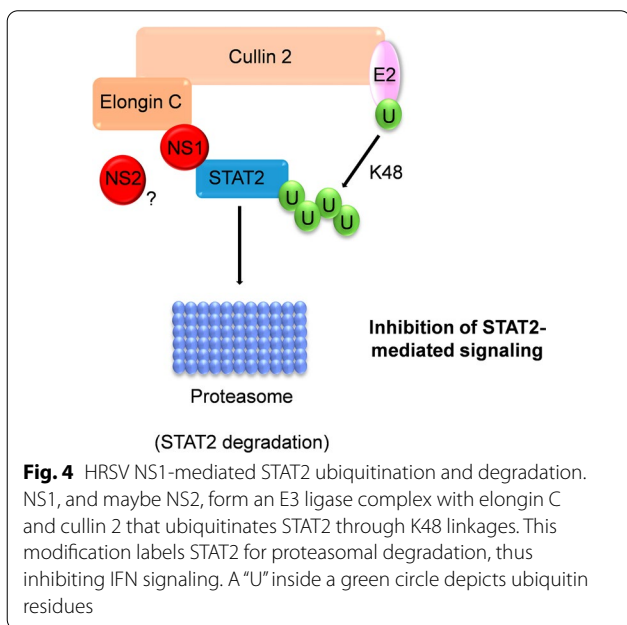 Cullin 2
E2
Elongin C
U
NS1
K48
NS2
?
STAT2
U
U
U
U
Inhibition of STAT2-
mediated signaling
Proteasome
(STAT2 degradation)
Fig. 4 HRSV NS1-mediated STAT2 ubiquitination and degradation.
NS1, and maybe NS2, form an E3 ligase complex with elongin C
and cullin 2 that ubiquitinates STAT2 through K48 linkages. This
modification labels STAT2 for proteasomal degradation, thus
inhibiting IFN signaling. A “U” inside a green circle depicts ubiquitin
residues